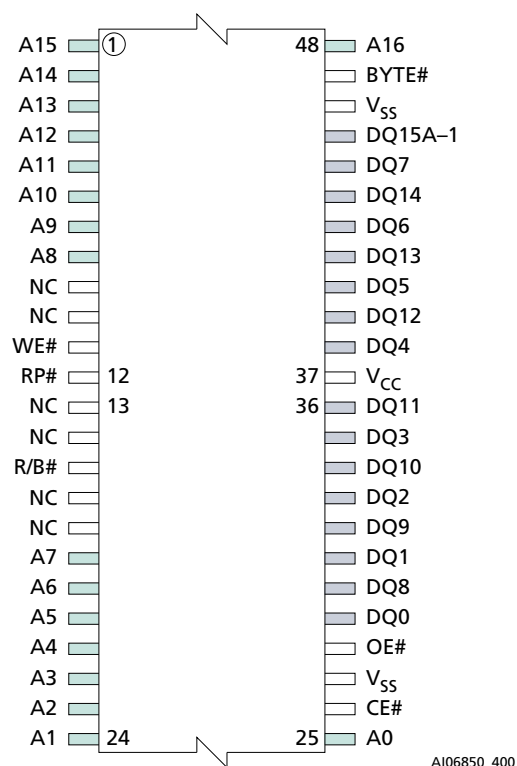 A15 1 48 A16
A14 BYTE#
A13 VSS
A12 DQ15A–1
A11 DQ7
A10 DQ14
A9 DQ6
A8 DQ13
NC DQ5
NC DQ12
WE# DQ4
RP# 12 37 VCC
NC 13 36 DQ11
NC DQ3
R/B# DQ10
NC DQ2
NC DQ9
A7 DQ1
A6 DQ8
A5 DQ0
A4 OE#
A3 VSS
A2 CE#
A1 24 25 A0
AI06850_400